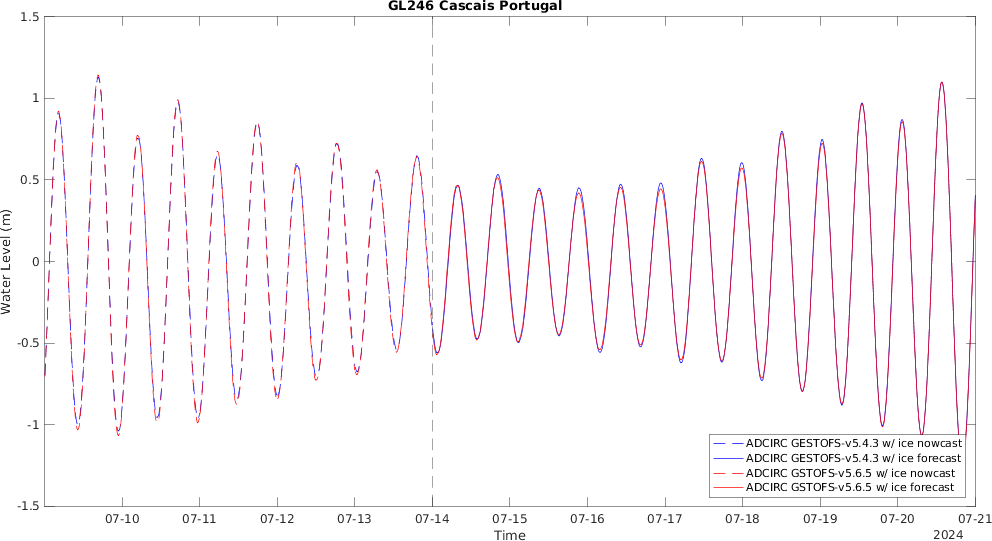 GL246 Cascais Portugal
1.5
1
0.5
0
-0.5
-1
-1.5
Water Level (m)
07-10 07-11 07-12 07-13 07-14 07-15 07-16 07-17 07-18 07-19 07-20 07-21
Time
2024
ADCIRC GESTOFS-v5.4.3 w/ ice nowcast
ADCIRC GESTOFS-v5.4.3 w/ ice forecast
ADCIRC GSTOFS-v5.6.5 w/ ice nowcast
ADCIRC GSTOFS-v5.6.5 w/ ice forecast